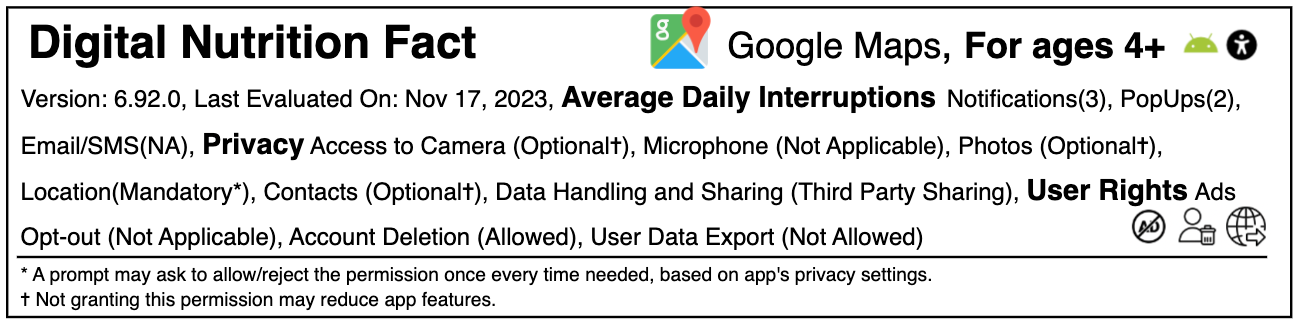 Digital Nutrition Fact
g
Google Maps, For ages 4+
Version: 6.92.0, Last Evaluated On: Nov 17, 2023, Average Daily Interruptions Notifications(3), PopUps(2),
Email/SMS(NA), Privacy Access to Camera (Optional†), Microphone (Not Applicable), Photos (Optional†),
Location(Mandatory*), Contacts (Optional†), Data Handling and Sharing (Third Party Sharing), User Rights Ads
Opt-out (Not Applicable), Account Deletion (Allowed), User Data Export (Not Allowed)
AD
* A prompt may ask to allow/reject the permission once every time needed, based on app's privacy settings.
† Not granting this permission may reduce app features.